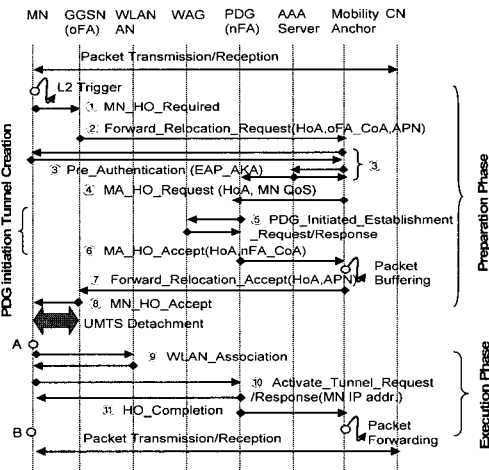 MN GGSN WLAN WAG PDG AAA Mobility CN
(oFA) AN (nFA) Server Anchor
Packet Transmission/Reception
L2 Trigger
① MN_HO_Required
② Forward_Relocation_Request(HoA,oFA_CoA,APN)
③ Pre_Authentication (EAP_AKA) ③
④ MA_HO_Request (HoA, MN QoS)
⑤ PDG_Initiated_Establishment
_Request/Response
⑥ MA_HO_Accept(HoA,nFA_CoA)
Packet
Buffering
⑦ Forward_Relocation_Accept(HoA,APN)
⑧ MN_HO_Accept
UMTS Detachment
PDG initiation Tunnel Creation
Preparation Phase
A
⑨ WLAN_Association
⑩ Activate_Tunnel_Request
/Response(MN IP addr.)
31 HO_Completion
B
Packet
Forwarding
Packet Transmission/Reception
Execution Phase